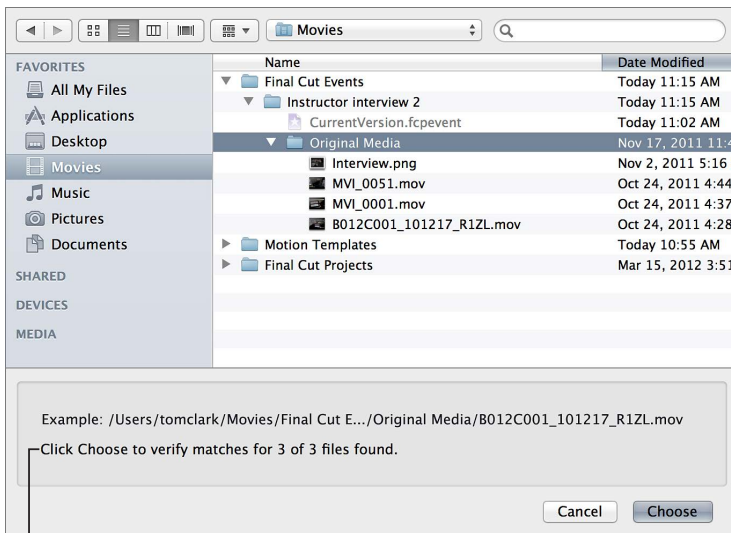 Movies
FAVORITES
All My Files
Applications
Desktop
Movies
Music
Pictures
Documents
SHARED
DEVICES
MEDIA
Name Date Modified
Final Cut Events Today 11:15 AM
Instructor interview 2 Today 11:15 AM
CurrentVersion.fcpevent Today 11:02 AM
Original Media Nov 17, 2011 11:4
Interview.png Nov 2, 2011 5:16
MVI_0051.mov Oct 24, 2011 4:44
MVI_0001.mov Oct 24, 2011 4:37
B012C001_101217_R1ZL.mov Oct 24, 2011 4:28
Motion Templates Today 10:55 AM
Final Cut Projects Mar 15, 2012 3:51
Example: /Users/tomclark/Movies/Final Cut E.../Original Media/B012C001_101217_R1ZL.mov
Click Choose to verify matches for 3 of 3 files found.
Cancel Choose